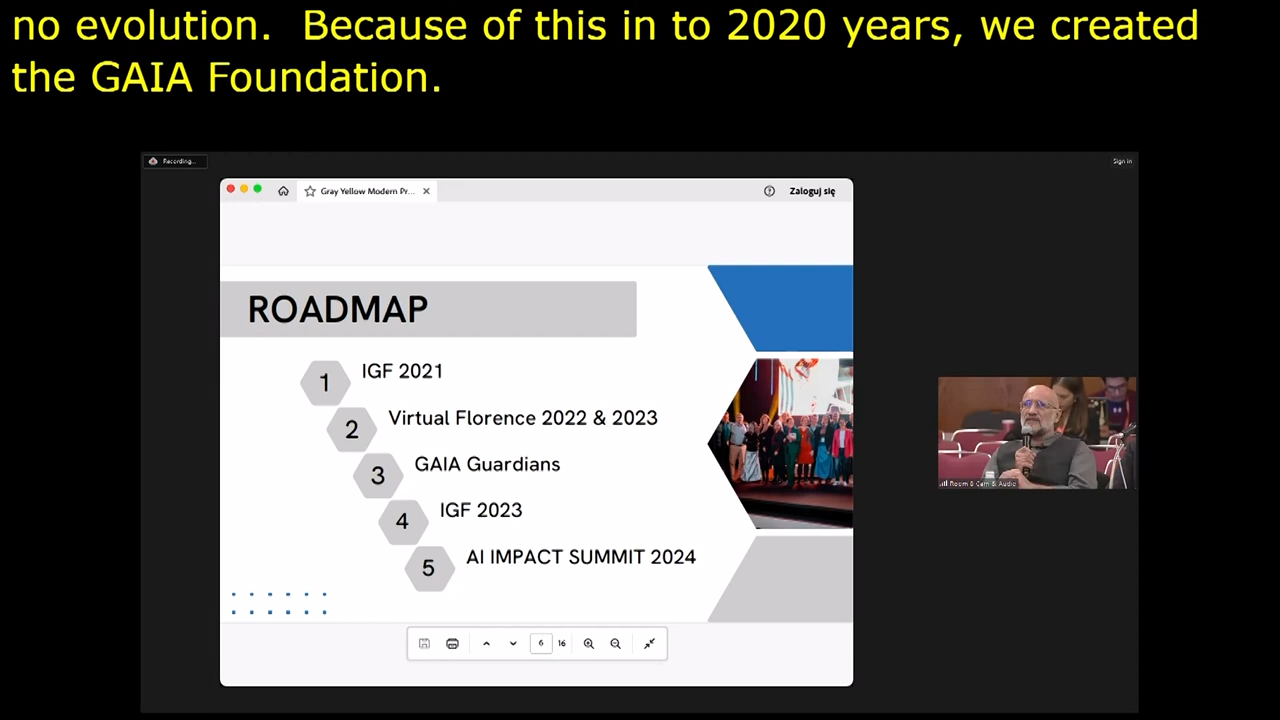 no evolution. Because of this in to 2020 years, we created
the GAIA Foundation.
Recording...
Sign in
Gray Yellow Modern Pr...
Zaloguj się
ROADMAP
1 IGF 2021
2 Virtual Florence 2022 & 2023
3 GAIA Guardians
4 IGF 2023
5 AI IMPACT SUMMIT 2024
6 16
Room 6 Cam & Audio